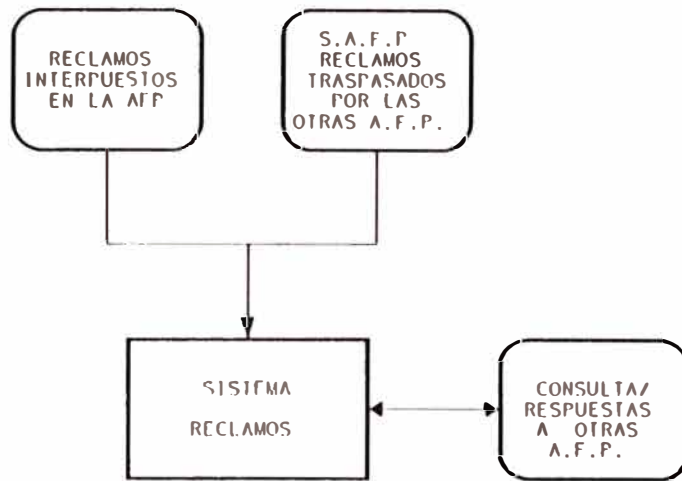 RECLAMOS
INTERPUESTOS
EN LA AFP
S.A.F.P
RECLAMOS
TRASPASADOS
POR LAS
OTRAS A.F.P.
SISTEMA
RECLAMOS
CONSULTA/
RESPUESTAS
A OTRAS
A.F.P.